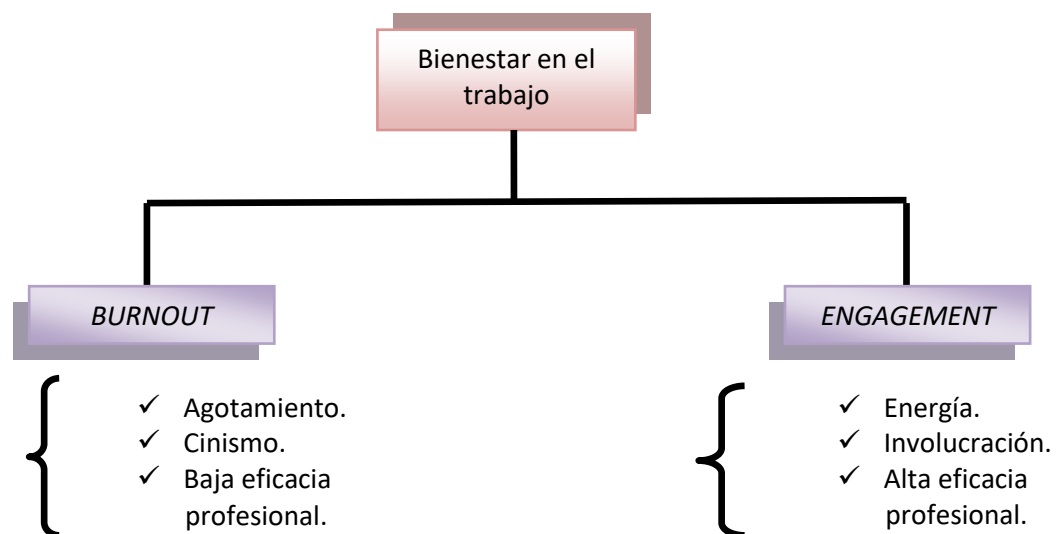 Bienestar en el
trabajo
BURNOUT
ENGAGEMENT
✓ Agotamiento.
✓ Cinismo.
✓ Baja eficacia
profesional.
✓ Energía.
✓ Involucración.
✓ Alta eficacia
profesional.